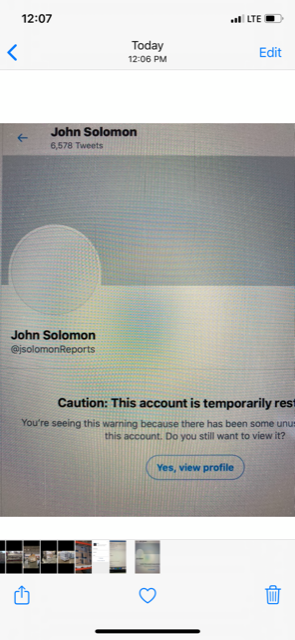 12:07
LTE
Today
12:06 PM
Edit
John Solomon
6,578 Tweets
John Solomon
@jsolomonReports
Caution: This account is temporarily rest
You're seeing this warning because there has been some unus
this account. Do you still want to view it?
Yes, view profile